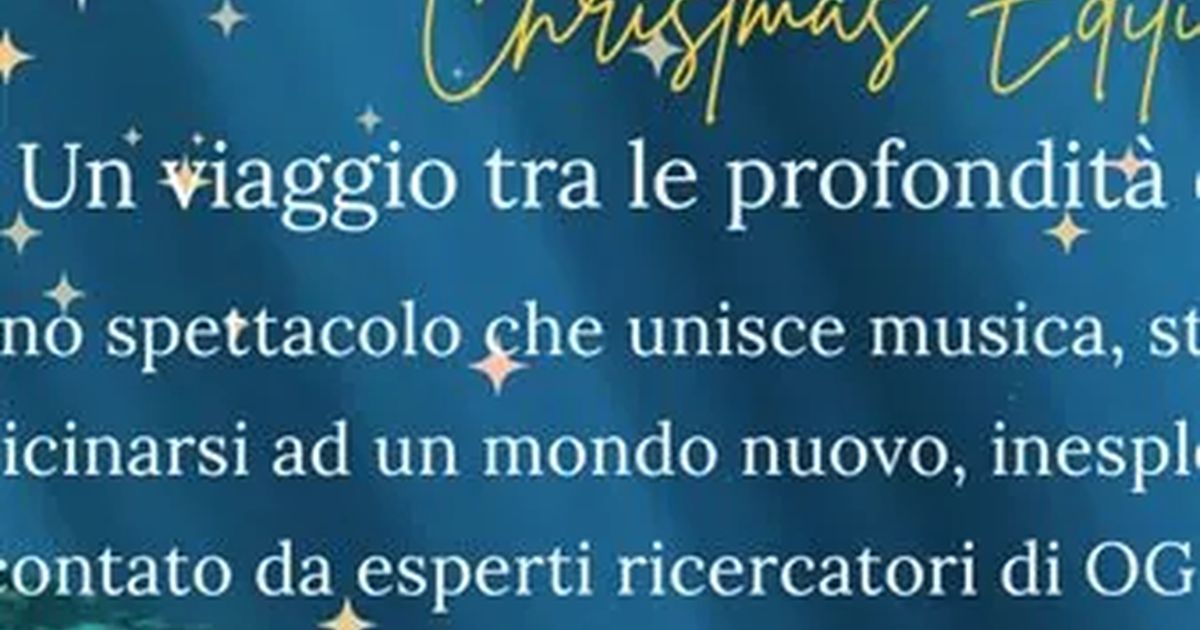 Christmas Editi
Un viaggio tra le profondità
no spettacolo che unisce musica, st
icinarsi ad un mondo nuovo, inesplo
contato da esperti ricercatori di OG